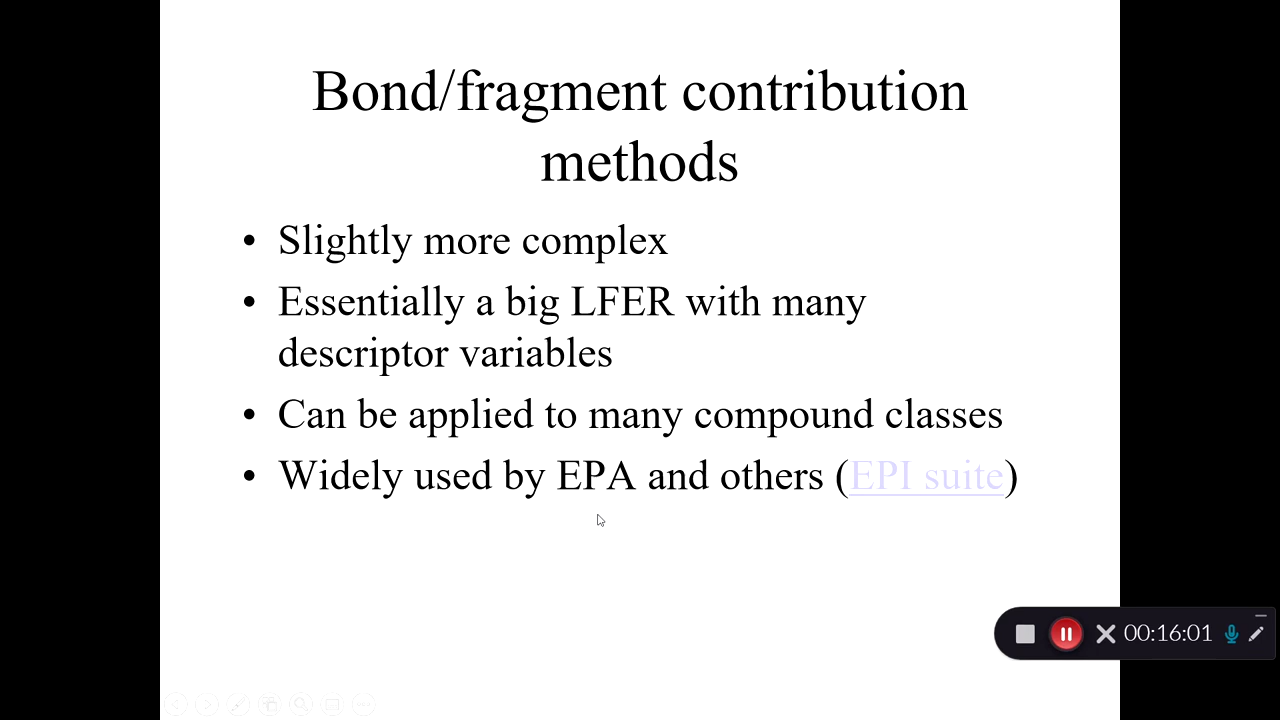 Bond/fragment contribution
methods
• Slightly more complex
• Essentially a big LFER with many
descriptor variables
• Can be applied to many compound classes
• Widely used by EPA and others (EPI suite)
00:16:01